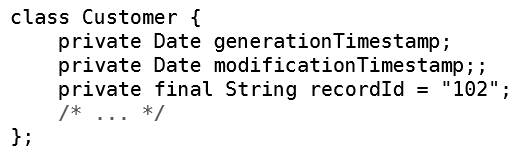 class Customer {
    private Date generationTimestamp;
    private Date modificationTimestamp;;
    private final String recordId = "102";
    /* ... */
};